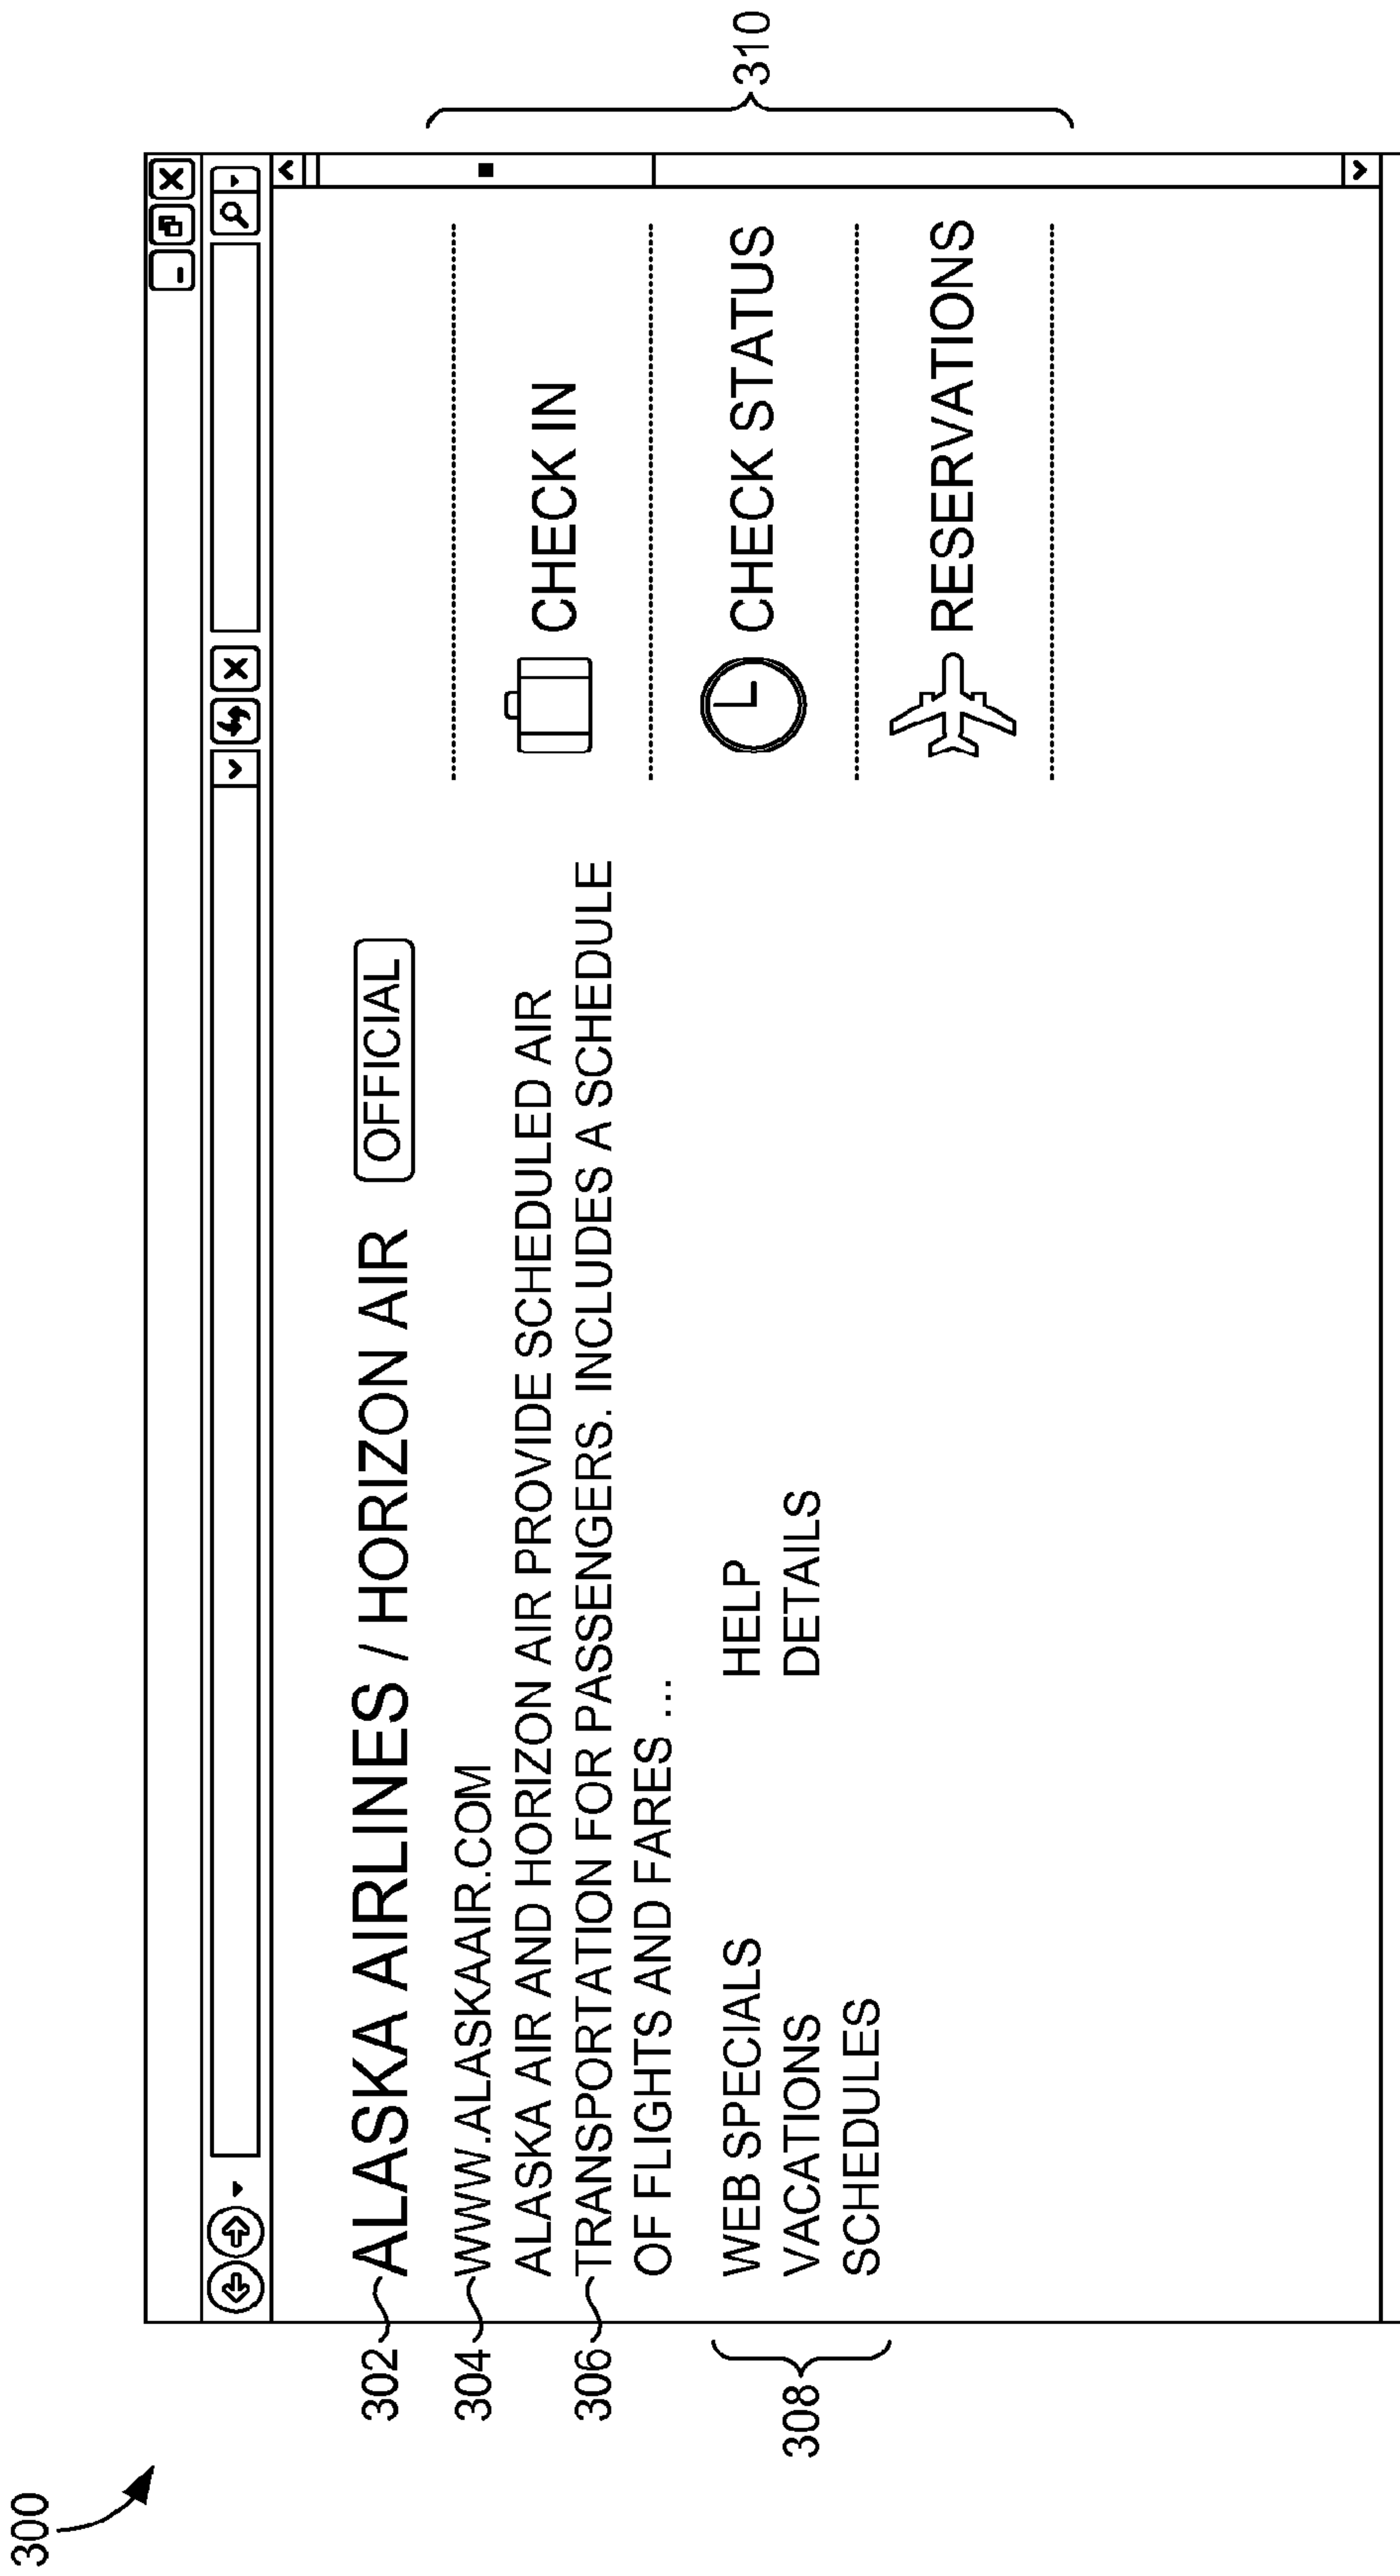 300
302
ALASKA AIRLINES / HORIZON AIR OFFICIAL
304
WWW.ALASKAAIR.COM
ALASKA AIR AND HORIZON AIR PROVIDE SCHEDULED AIR
306
TRANSPORTATION FOR PASSENGERS. INCLUDES A SCHEDULE
OF FLIGHTS AND FARES ...
308
WEB SPECIALS HELP
VACATIONS DETAILS
SCHEDULES
CHECK IN
CHECK STATUS
RESERVATIONS
310